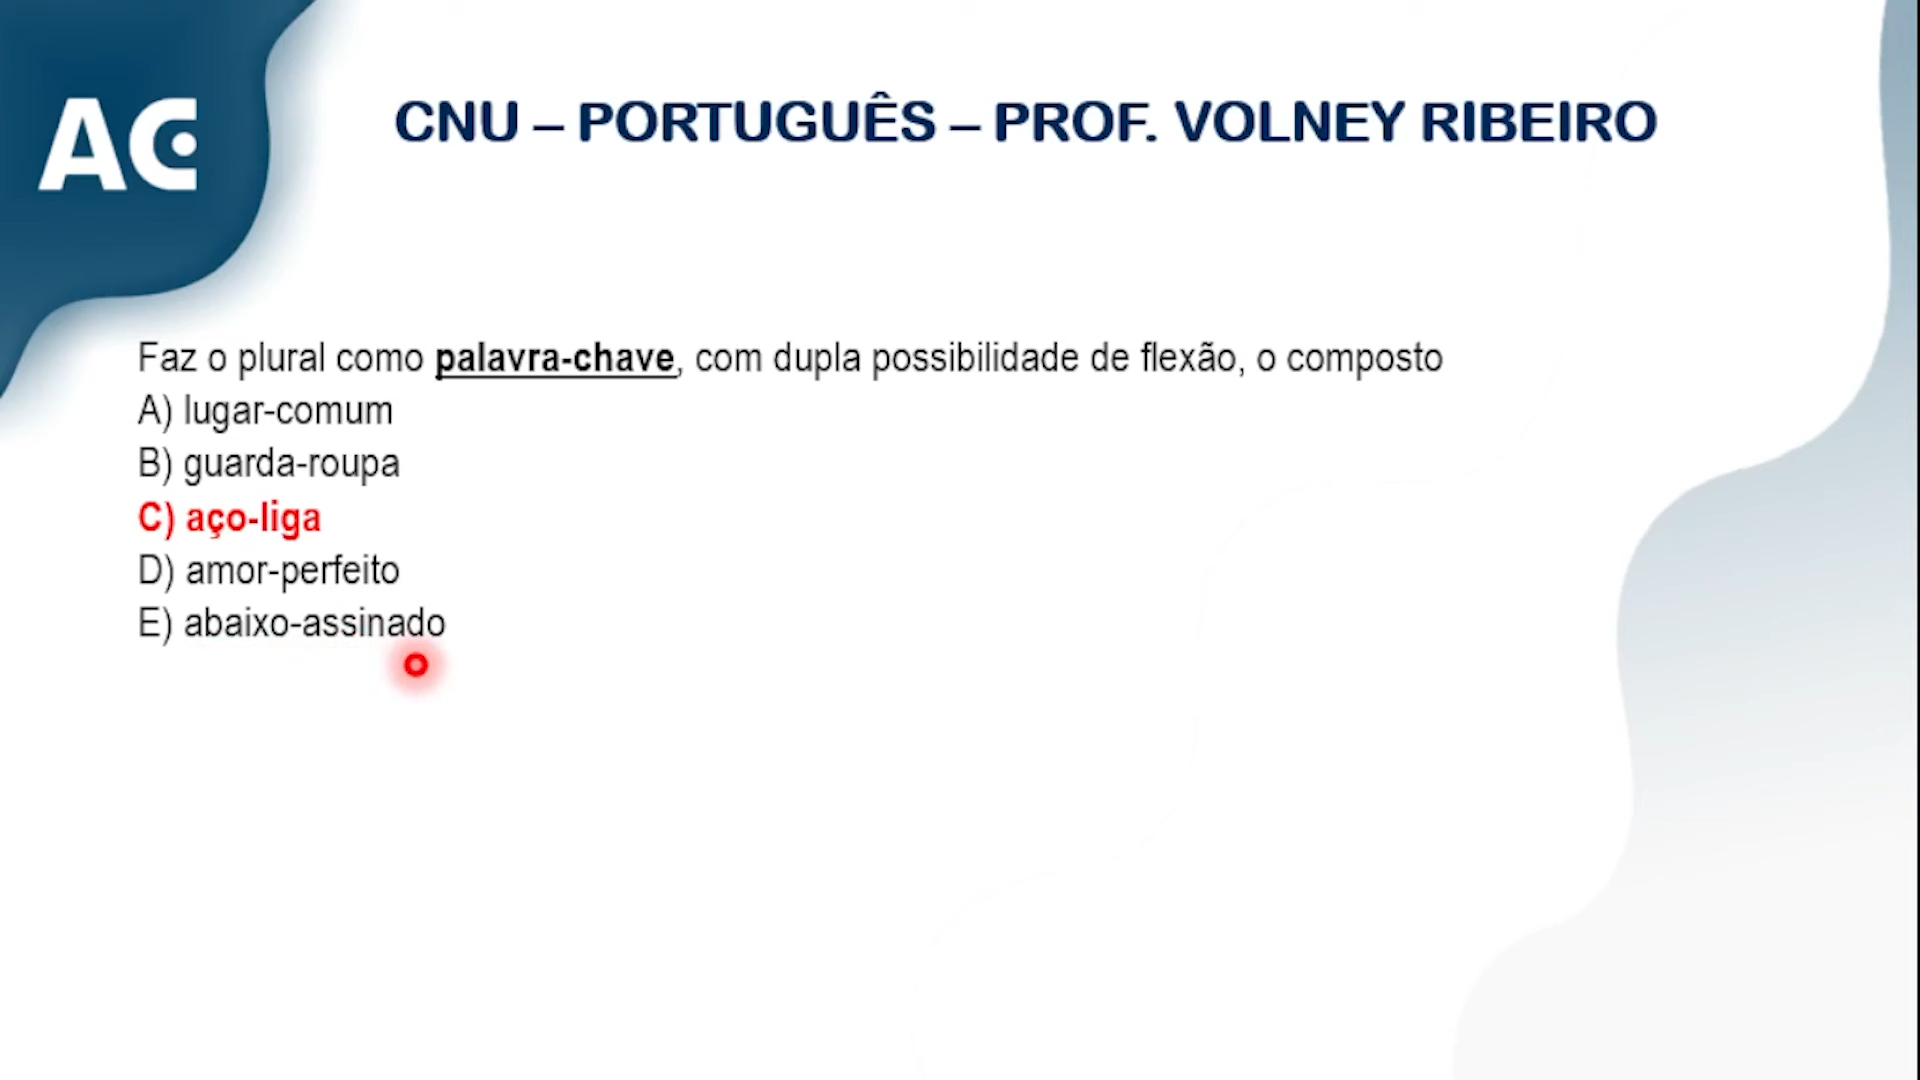 AC
CNU – PORTUGUÊS – PROF. VOLNEY RIBEIRO
Faz o plural como palavra-chave, com dupla possibilidade de flexão, o composto
A) lugar-comum
B) guarda-roupa
C) aço-liga
D) amor-perfeito
E) abaixo-assinado